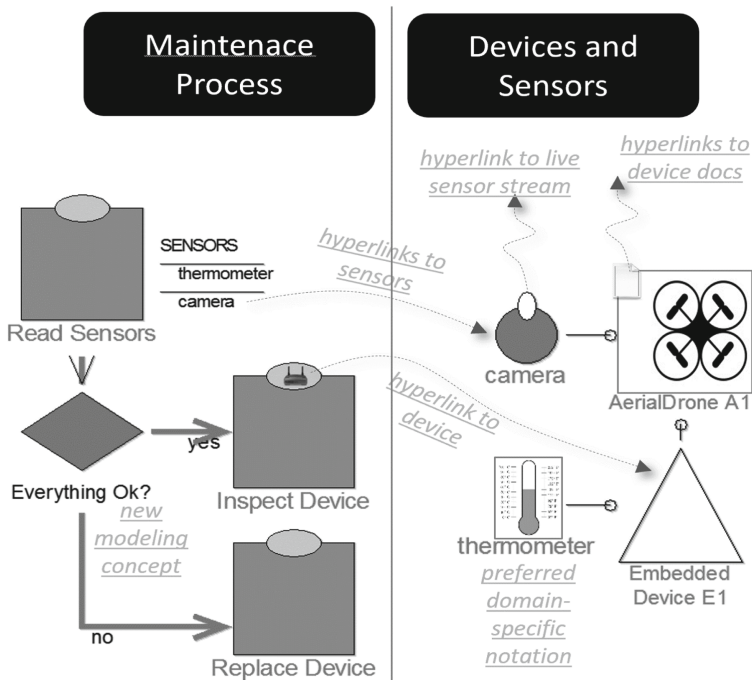 Maintenace
Process
Devices and
Sensors
hyperlink to live
sensor stream
hyperlinks to
device docs
SENSORS
thermometer
camera
hyperlinks to
sensors
Read Sensors
camera
AerialDrone A1
hyperlink to
device
yes
Everything Ok?
Inspect Device
new
modeling
concept
thermometer
preferred
domain-
specific
notation
Embedded
Device E1
no
Replace Device